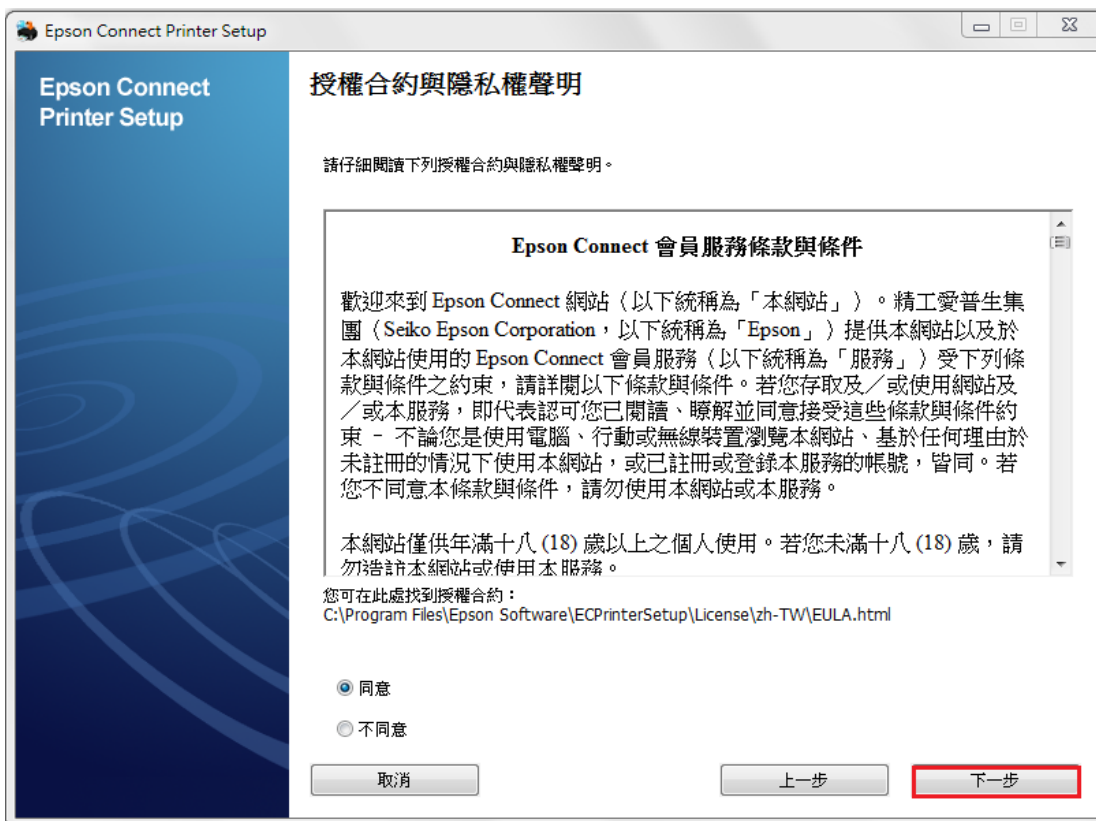 Epson Connect Printer Setup
Epson Connect
Printer Setup
授權合約與隱私權聲明
請仔細閱讀下列授權合約與隱私權聲明。
Epson Connect 會員服務條款與條件
歡迎來到 Epson Connect 網站（以下統稱為「本網站」）。精工愛普生集
團（Seiko Epson Corporation，以下統稱為「Epson」）提供本網站以及於
本網站使用的 Epson Connect 會員服務（以下統稱為「服務」）受下列條
款與條件之約束，請詳閱以下條款與條件。若您存取及／或使用網站及
／或本服務，即代表認可您已閱讀、瞭解並同意接受這些條款與條件約
束 － 不論您是使用電腦、行動或無線裝置瀏覽本網站、基於任何理由於
未註冊的情況下使用本網站，或已註冊或登錄本服務的帳號，皆同。若
您不同意本條款與條件，請勿使用本網站或本服務。
本網站僅供年滿十八 (18) 歲以上之個人使用。若您未滿十八 (18) 歲，請
勿造訪本網站或使用本服務。
您可在此處找到授權合約：
C:\Program Files\Epson Software\ECPrinterSetup\License\zh-TW\EULA.html
同意
不同意
取消
上一步
下一步